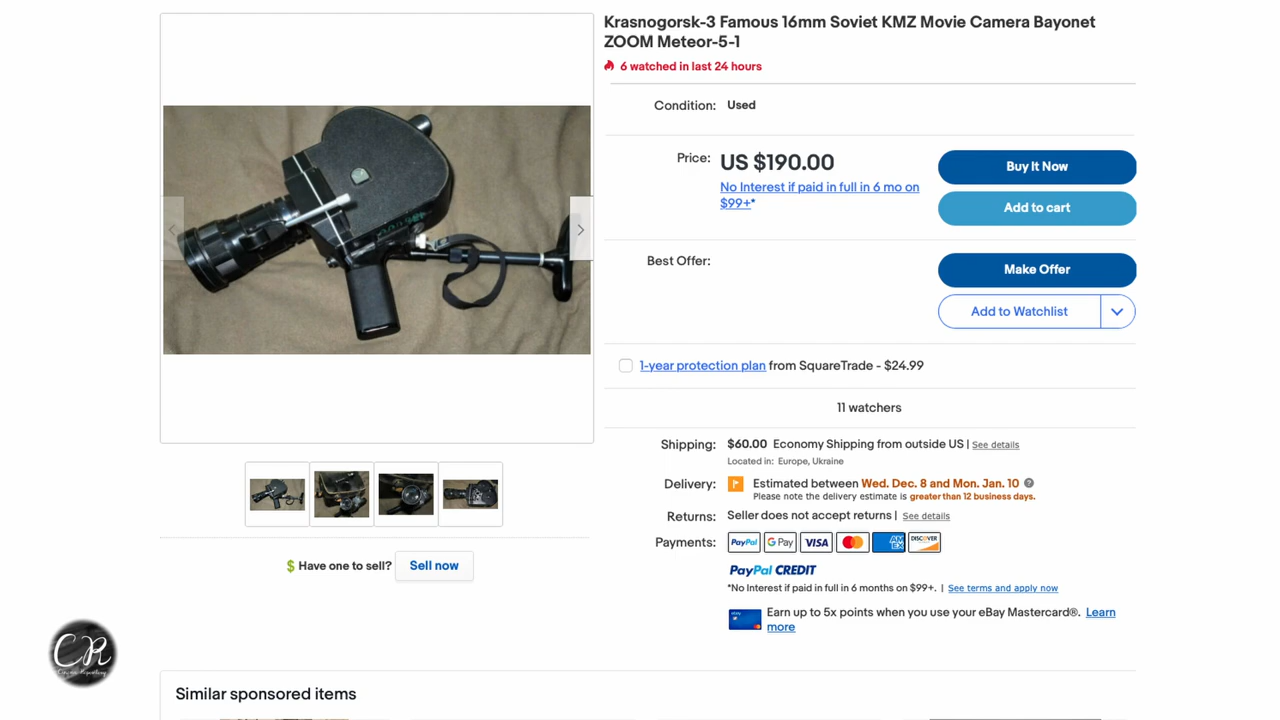 Krasnogorsk-3 Famous 16mm Soviet KMZ Movie Camera Bayonet
ZOOM Meteor-5-1
6 watched in last 24 hours
Condition: Used
Price: US $190.00
No Interest if paid in full in 6 mo on
$99+*
Buy It Now
Add to cart
Best Offer:
Make Offer
Add to Watchlist
1-year protection plan from SquareTrade - $24.99
11 watchers
Shipping: $60.00 Economy Shipping from outside US | See details
Located in: Europe, Ukraine
Delivery: Estimated between Wed. Dec. 8 and Mon. Jan. 10
Please note the delivery estimate is greater than 12 business days.
Returns: Seller does not accept returns | See details
Payments: PayPal G Pay VISA AM EX DISCOVER
PayPal CREDIT
*No Interest if paid in full in 6 months on $99+. | See terms and apply now
Earn up to 5x points when you use your eBay Mastercard®. Learn
more
Have one to sell? Sell now
CR
Similar sponsored items